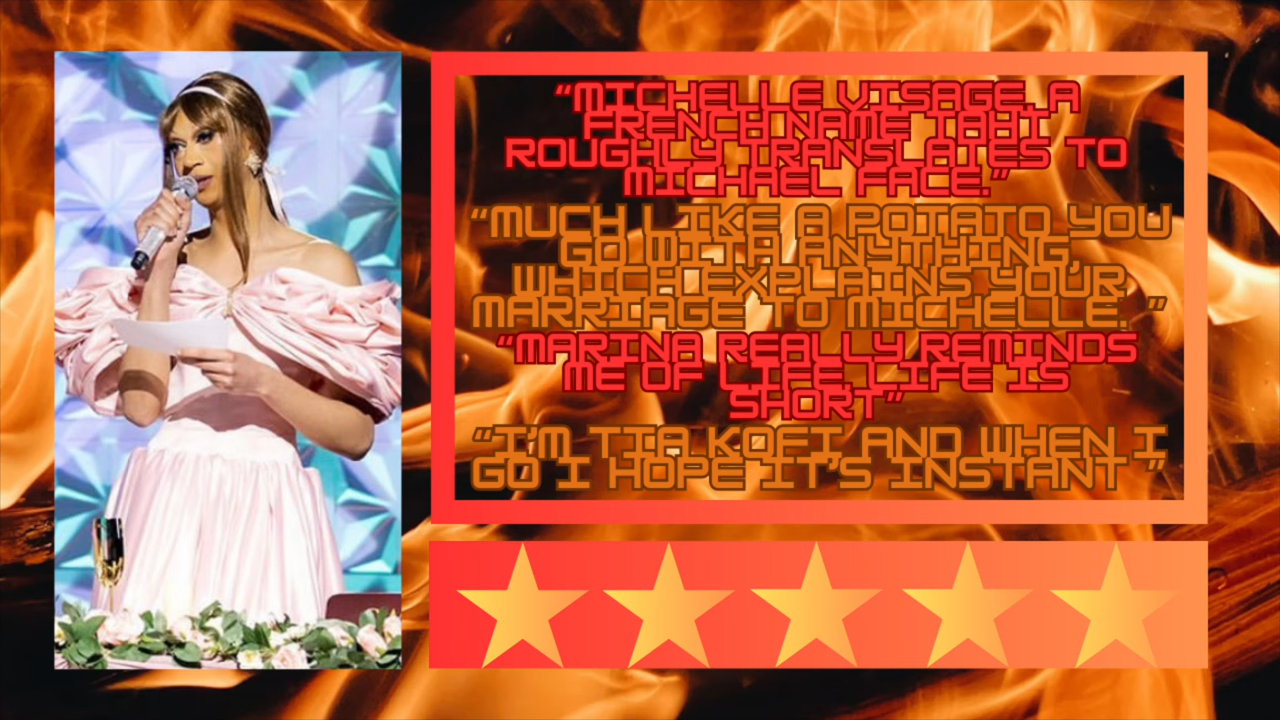 “MICHELLE VISAGE, A
FRENCH NAME TAHT
ROUGHLY TRANSLATES TO
MICHAEL FACE.”
“MUCH LIKE A POTATO YOU
GO WITH ANYTHING,
WHICH EXPLAINS YOUR
MARRIAGE TO MICHELLE. ”
“MARINA REALLY REMINDS
ME OF LIFE, LIFE IS
SHORT”
“I'M TIA KOFI AND WHEN I
GO I HOPE IT'S INSTANT ”